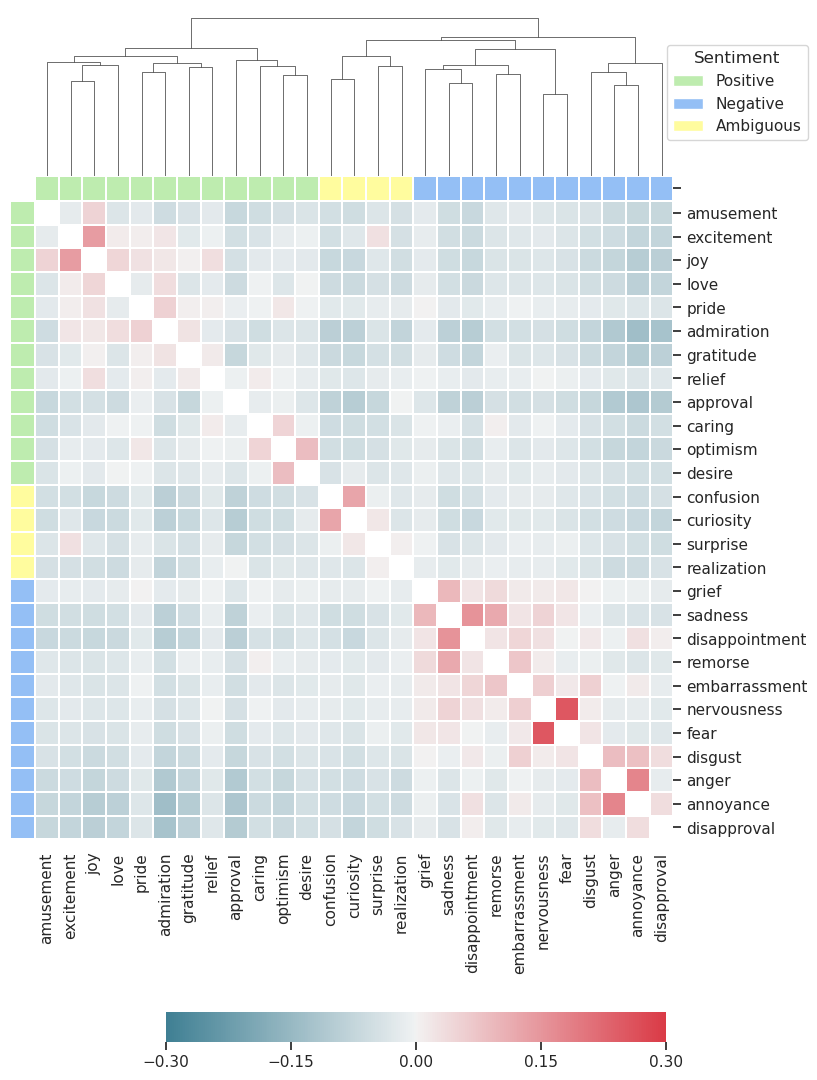 Sentiment
Positive
Negative
Ambiguous
amusement
excitement
joy
love
pride
admiration
gratitude
relief
approval
caring
optimism
desire
confusion
curiosity
surprise
realization
grief
sadness
disappointment
remorse
embarrassment
nervousness
fear
disgust
anger
annoyance
disapproval
amusement
excitement
joy
love
pride
admiration
gratitude
relief
approval
caring
optimism
desire
confusion
curiosity
surprise
realization
grief
sadness
disappointment
remorse
embarrassment
nervousness
fear
disgust
anger
annoyance
disapproval
−0.30 −0.15 0.00 0.15 0.30